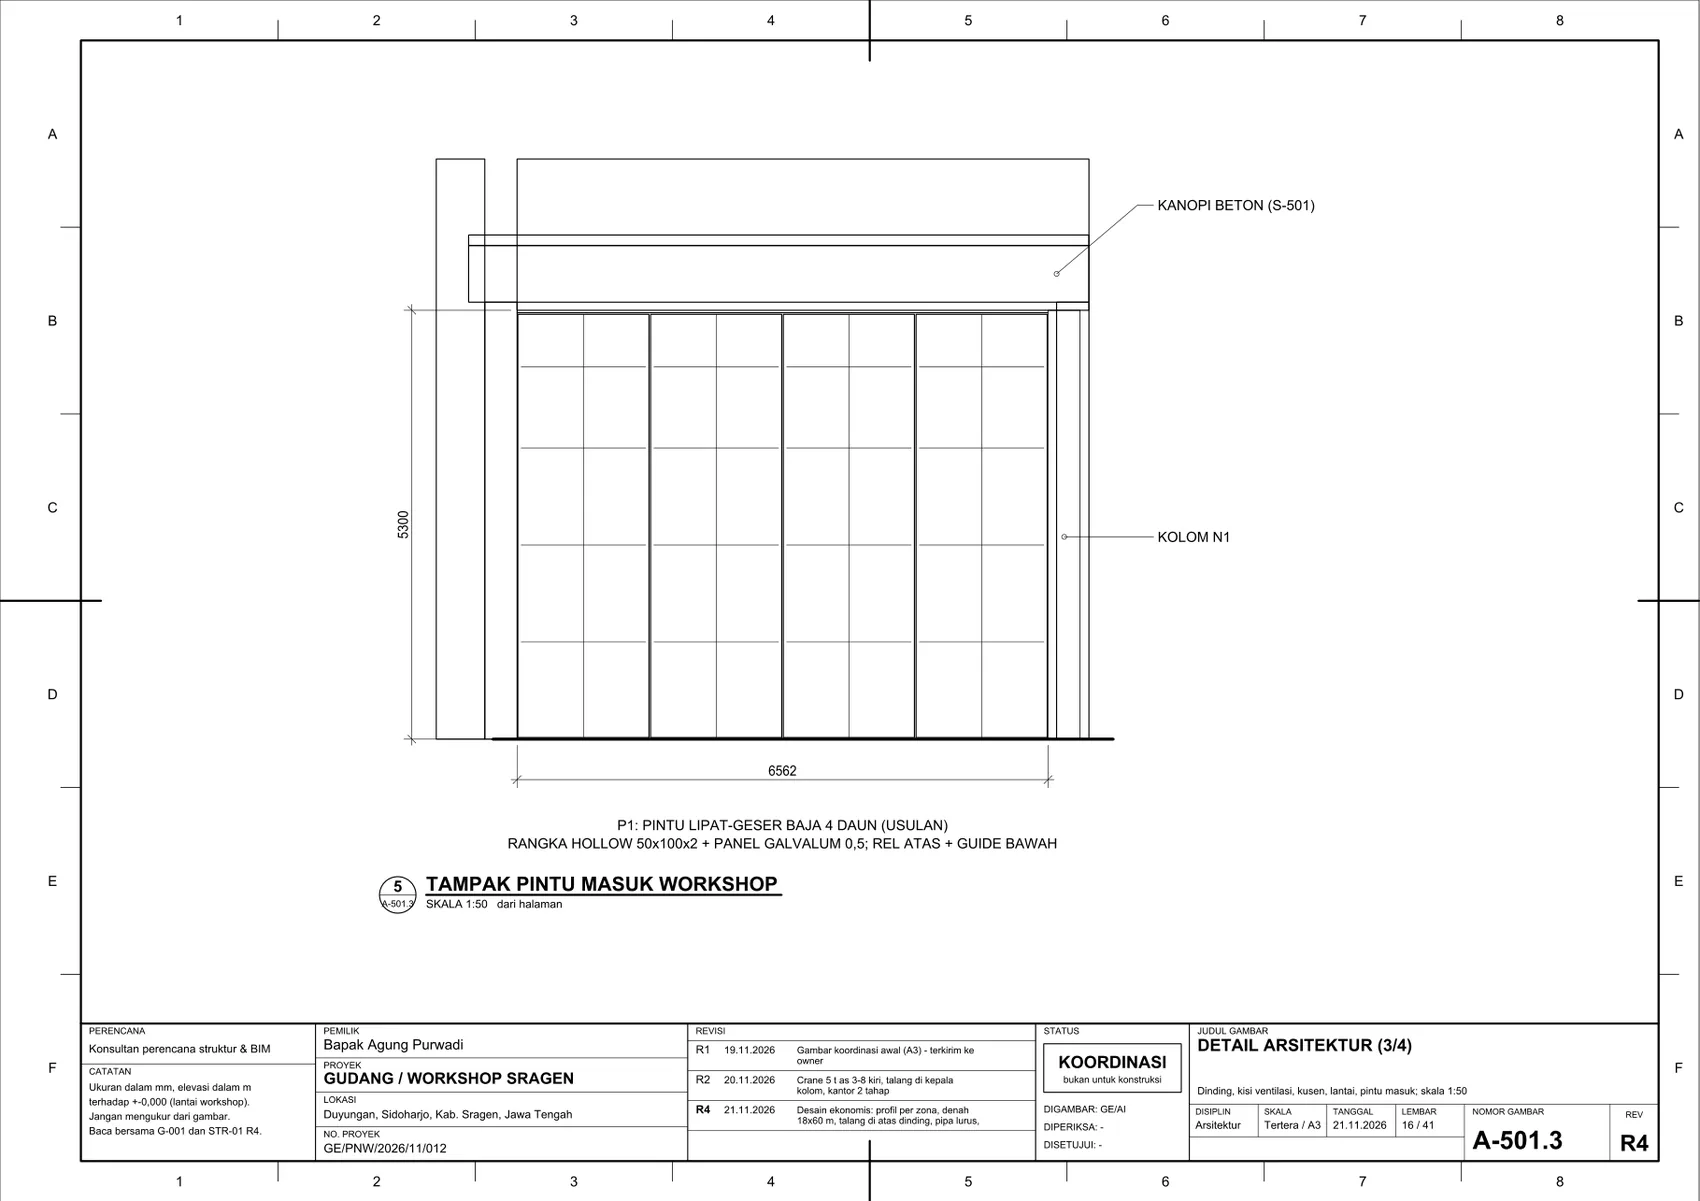 1 2 3 4 5 6 7 8
A A
KANOPI BETON (S-501)
B B
C C
5300
KOLOM N1
D D
6562
P1: PINTU LIPAT-GESER BAJA 4 DAUN (USULAN)
RANGKA HOLLOW 50x100x2 + PANEL GALVALUM 0,5; REL ATAS + GUIDE BAWAH
E E
5
A-501.3
TAMPAK PINTU MASUK WORKSHOP
SKALA 1:50 dari halaman
F F
PERENCANA
Konsultan perencana struktur & BIM
CATATAN
Ukuran dalam mm, elevasi dalam m
terhadap +-0,000 (lantai workshop).
Jangan mengukur dari gambar.
Baca bersama G-001 dan STR-01 R4.
PEMILIK
Bapak Agung Purwadi
PROYEK
GUDANG / WORKSHOP SRAGEN
LOKASI
Duyungan, Sidoharjo, Kab. Sragen, Jawa Tengah
NO. PROYEK
GE/PNW/2026/11/012
REVISI
R1 19.11.2026 Gambar koordinasi awal (A3) - terkirim ke
owner
R2 20.11.2026 Crane 5 t as 3-8 kiri, talang di kepala
kolom, kantor 2 tahap
R4 21.11.2026 Desain ekonomis: profil per zona, denah
18x60 m, talang di atas dinding, pipa lurus,
STATUS
KOORDINASI
bukan untuk konstruksi
DIGAMBAR: GE/AI
DIPERIKSA: -
DISETUJUI: -
JUDUL GAMBAR
DETAIL ARSITEKTUR (3/4)
Dinding, kisi ventilasi, kusen, lantai, pintu masuk; skala 1:50
DISIPLIN
Arsitektur
SKALA
Tertera / A3
TANGGAL
21.11.2026
LEMBAR
16 / 41
NOMOR GAMBAR
A-501.3
REV
R4
1 2 3 4 5 6 7 8